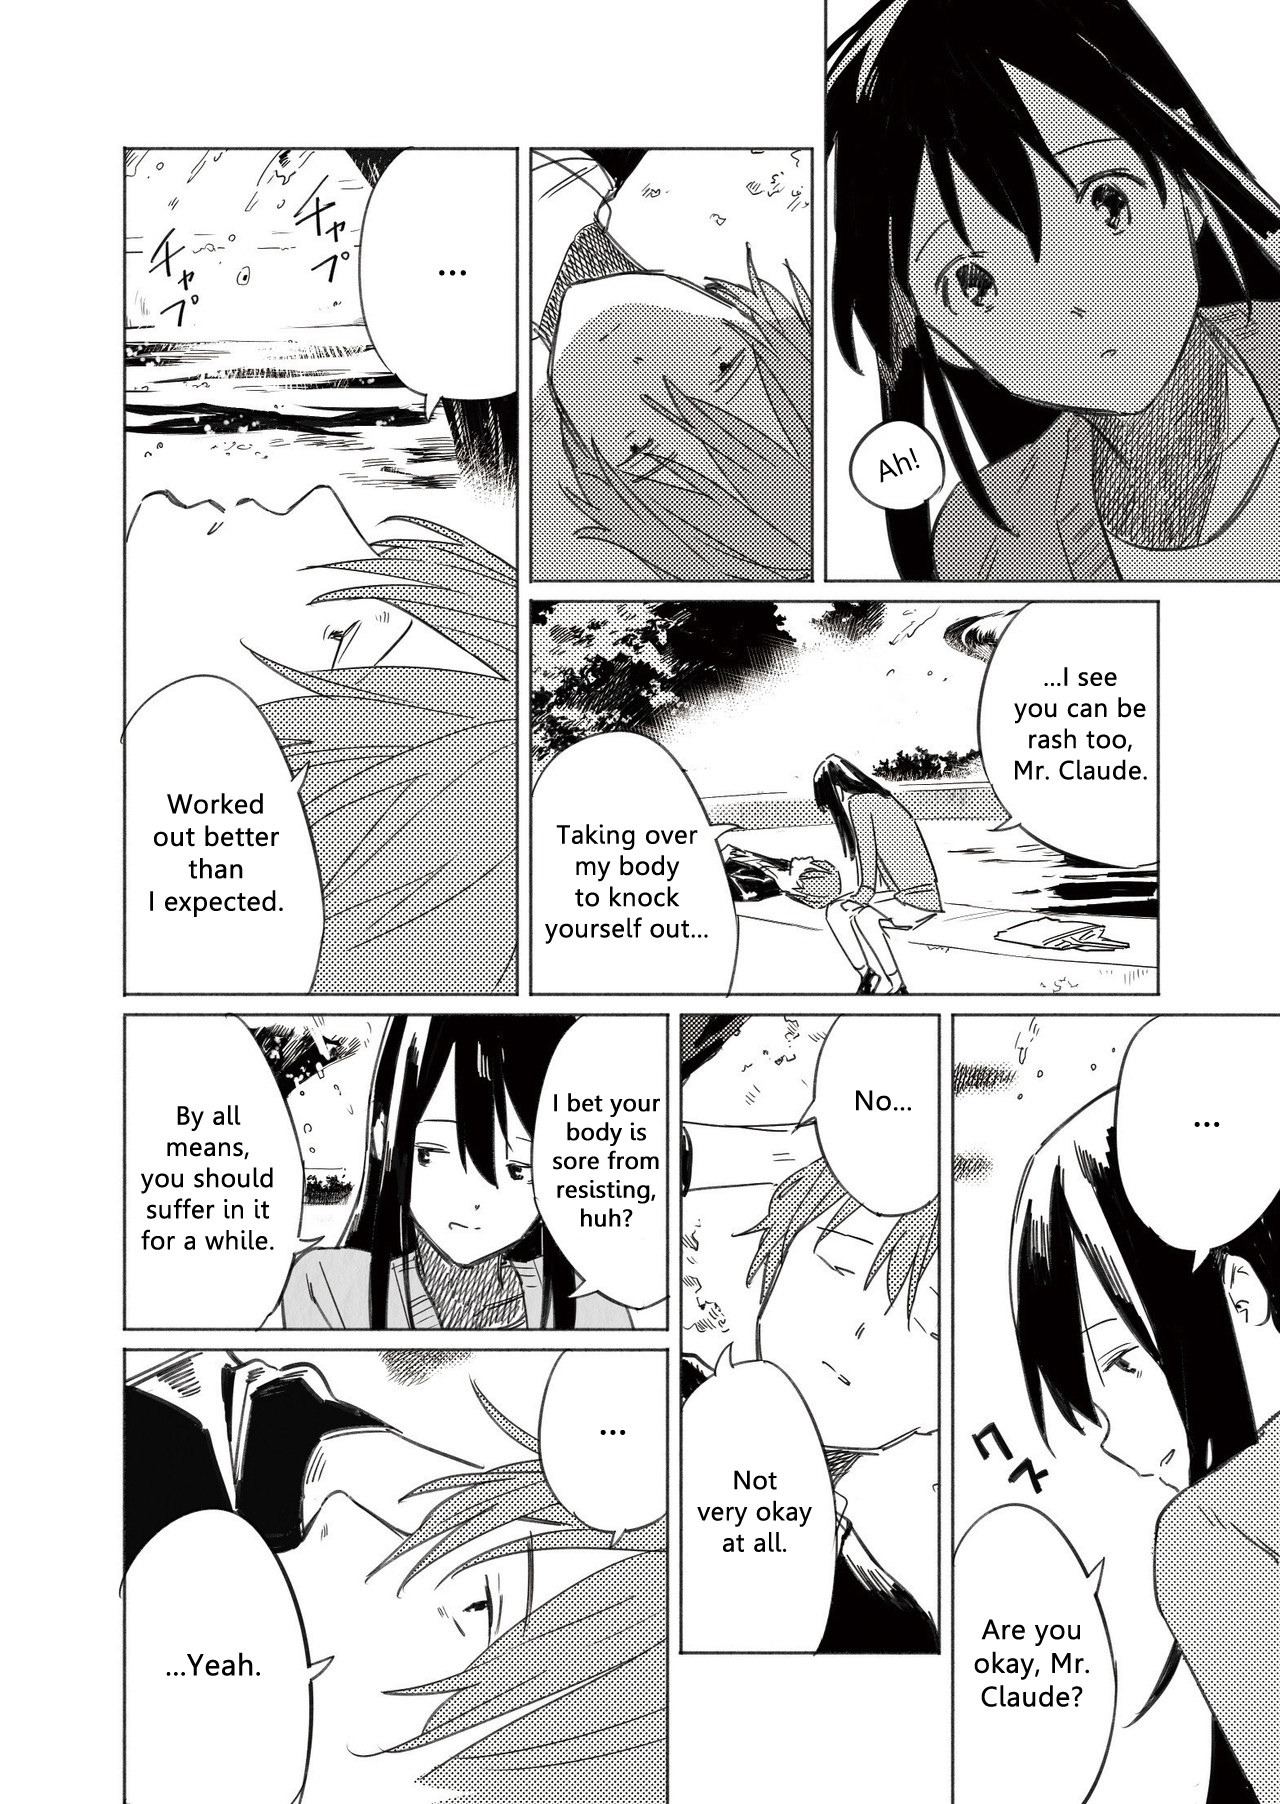 Ah!
...
チャプ
チャプ
Worked
out better
than
I expected.
...I see
you can be
rash too,
Mr. Claude.
Taking over
my body
to knock
yourself out...
...
クス
Are you
okay, Mr.
Claude?
No...
Not
very okay
at all.
I bet your
body is
sore from
resisting,
huh?
By all
means,
you should
suffer in it
for a while.
...
...Yeah.